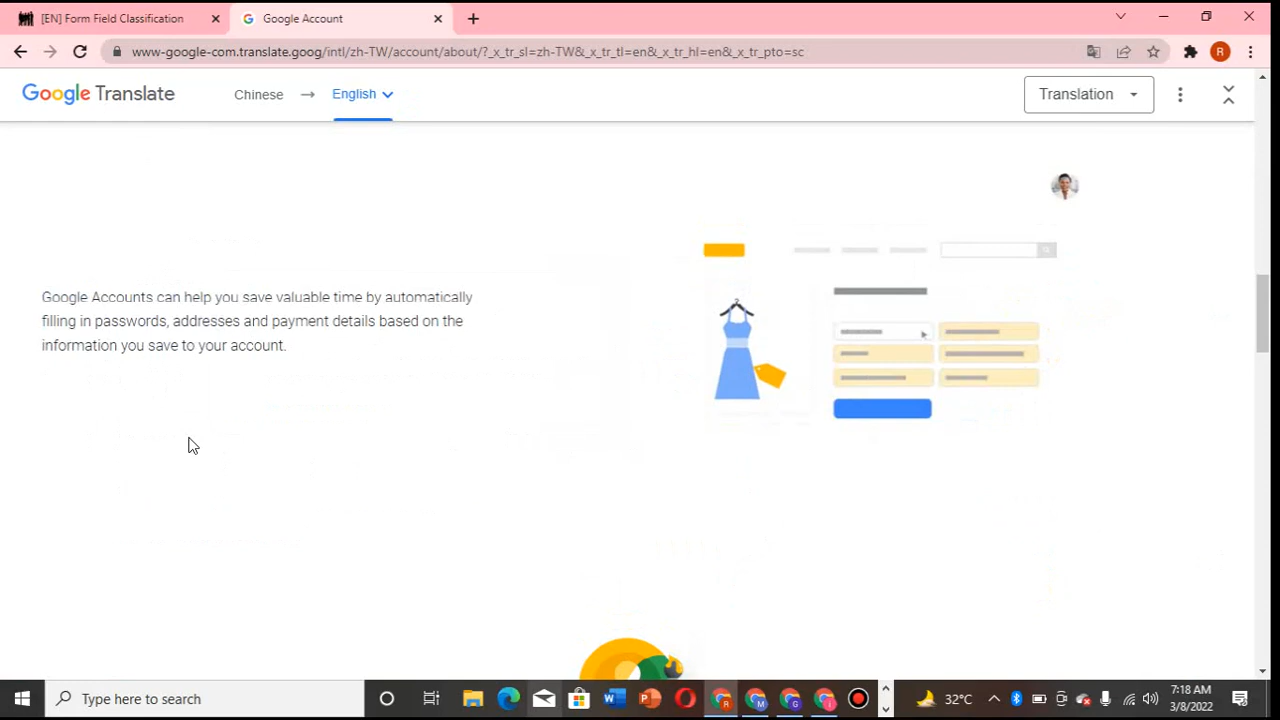 [EN] Form Field Classification
Google Account
www-google-com.translate.goog/intl/zh-TW/account/about/?_x_tr_sl=zh-TW&_x_tr_tl=en&_x_tr_hl=en&_x_tr_pto=sc
R
Google Translate
Chinese → English
Translation
Google Accounts can help you save valuable time by automatically
filling in passwords, addresses and payment details based on the
information you save to your account.
Type here to search
32°C
7:18 AM
3/8/2022